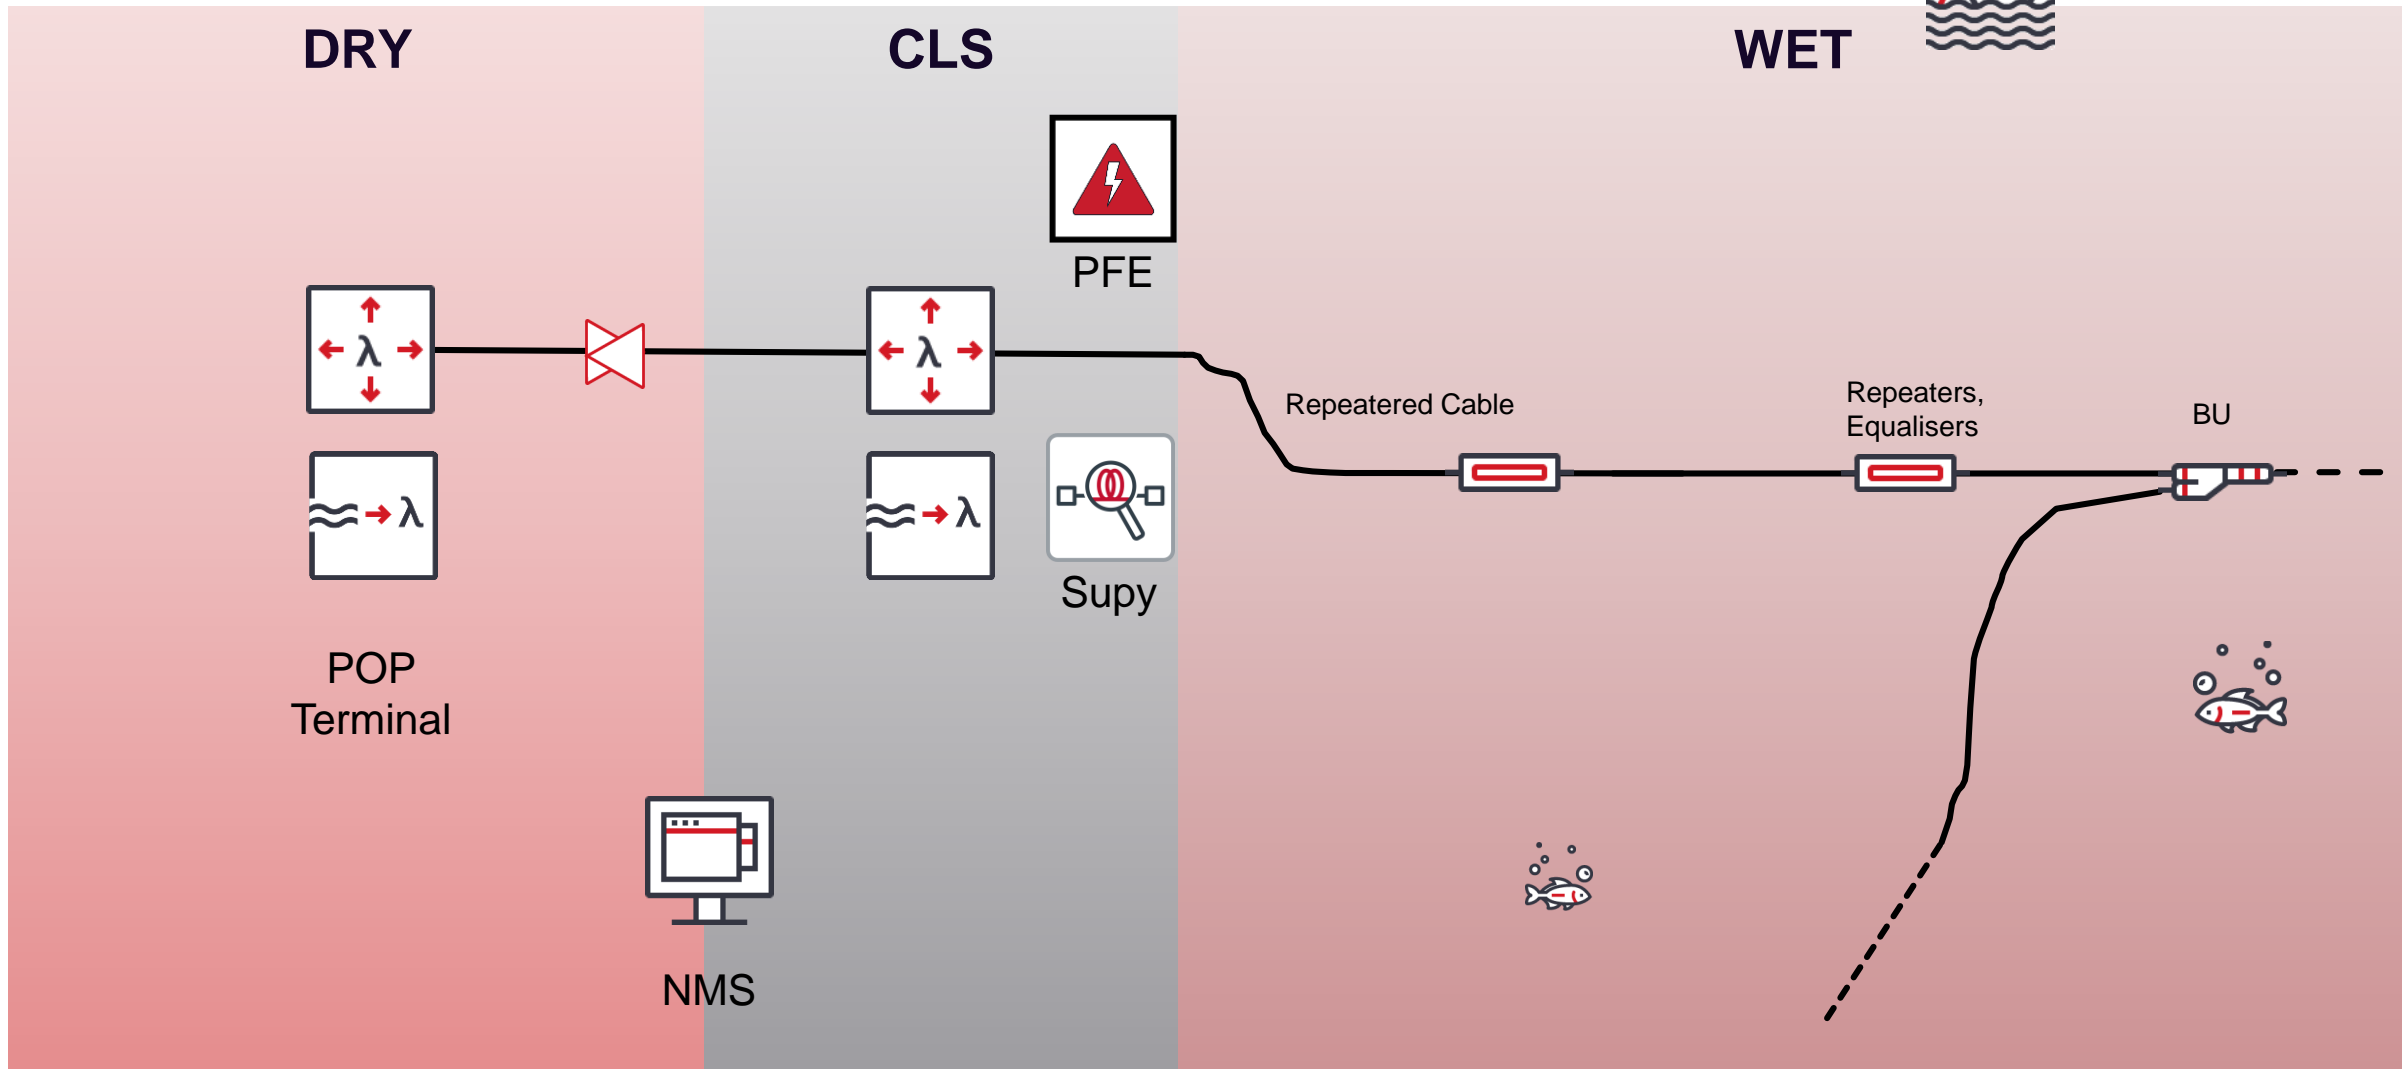 DRY
CLS
WET
PFE
λ
λ
Repeatered Cable
Repeaters,
Equalisers
BU
λ
λ
Supy
POP
Terminal
NMS